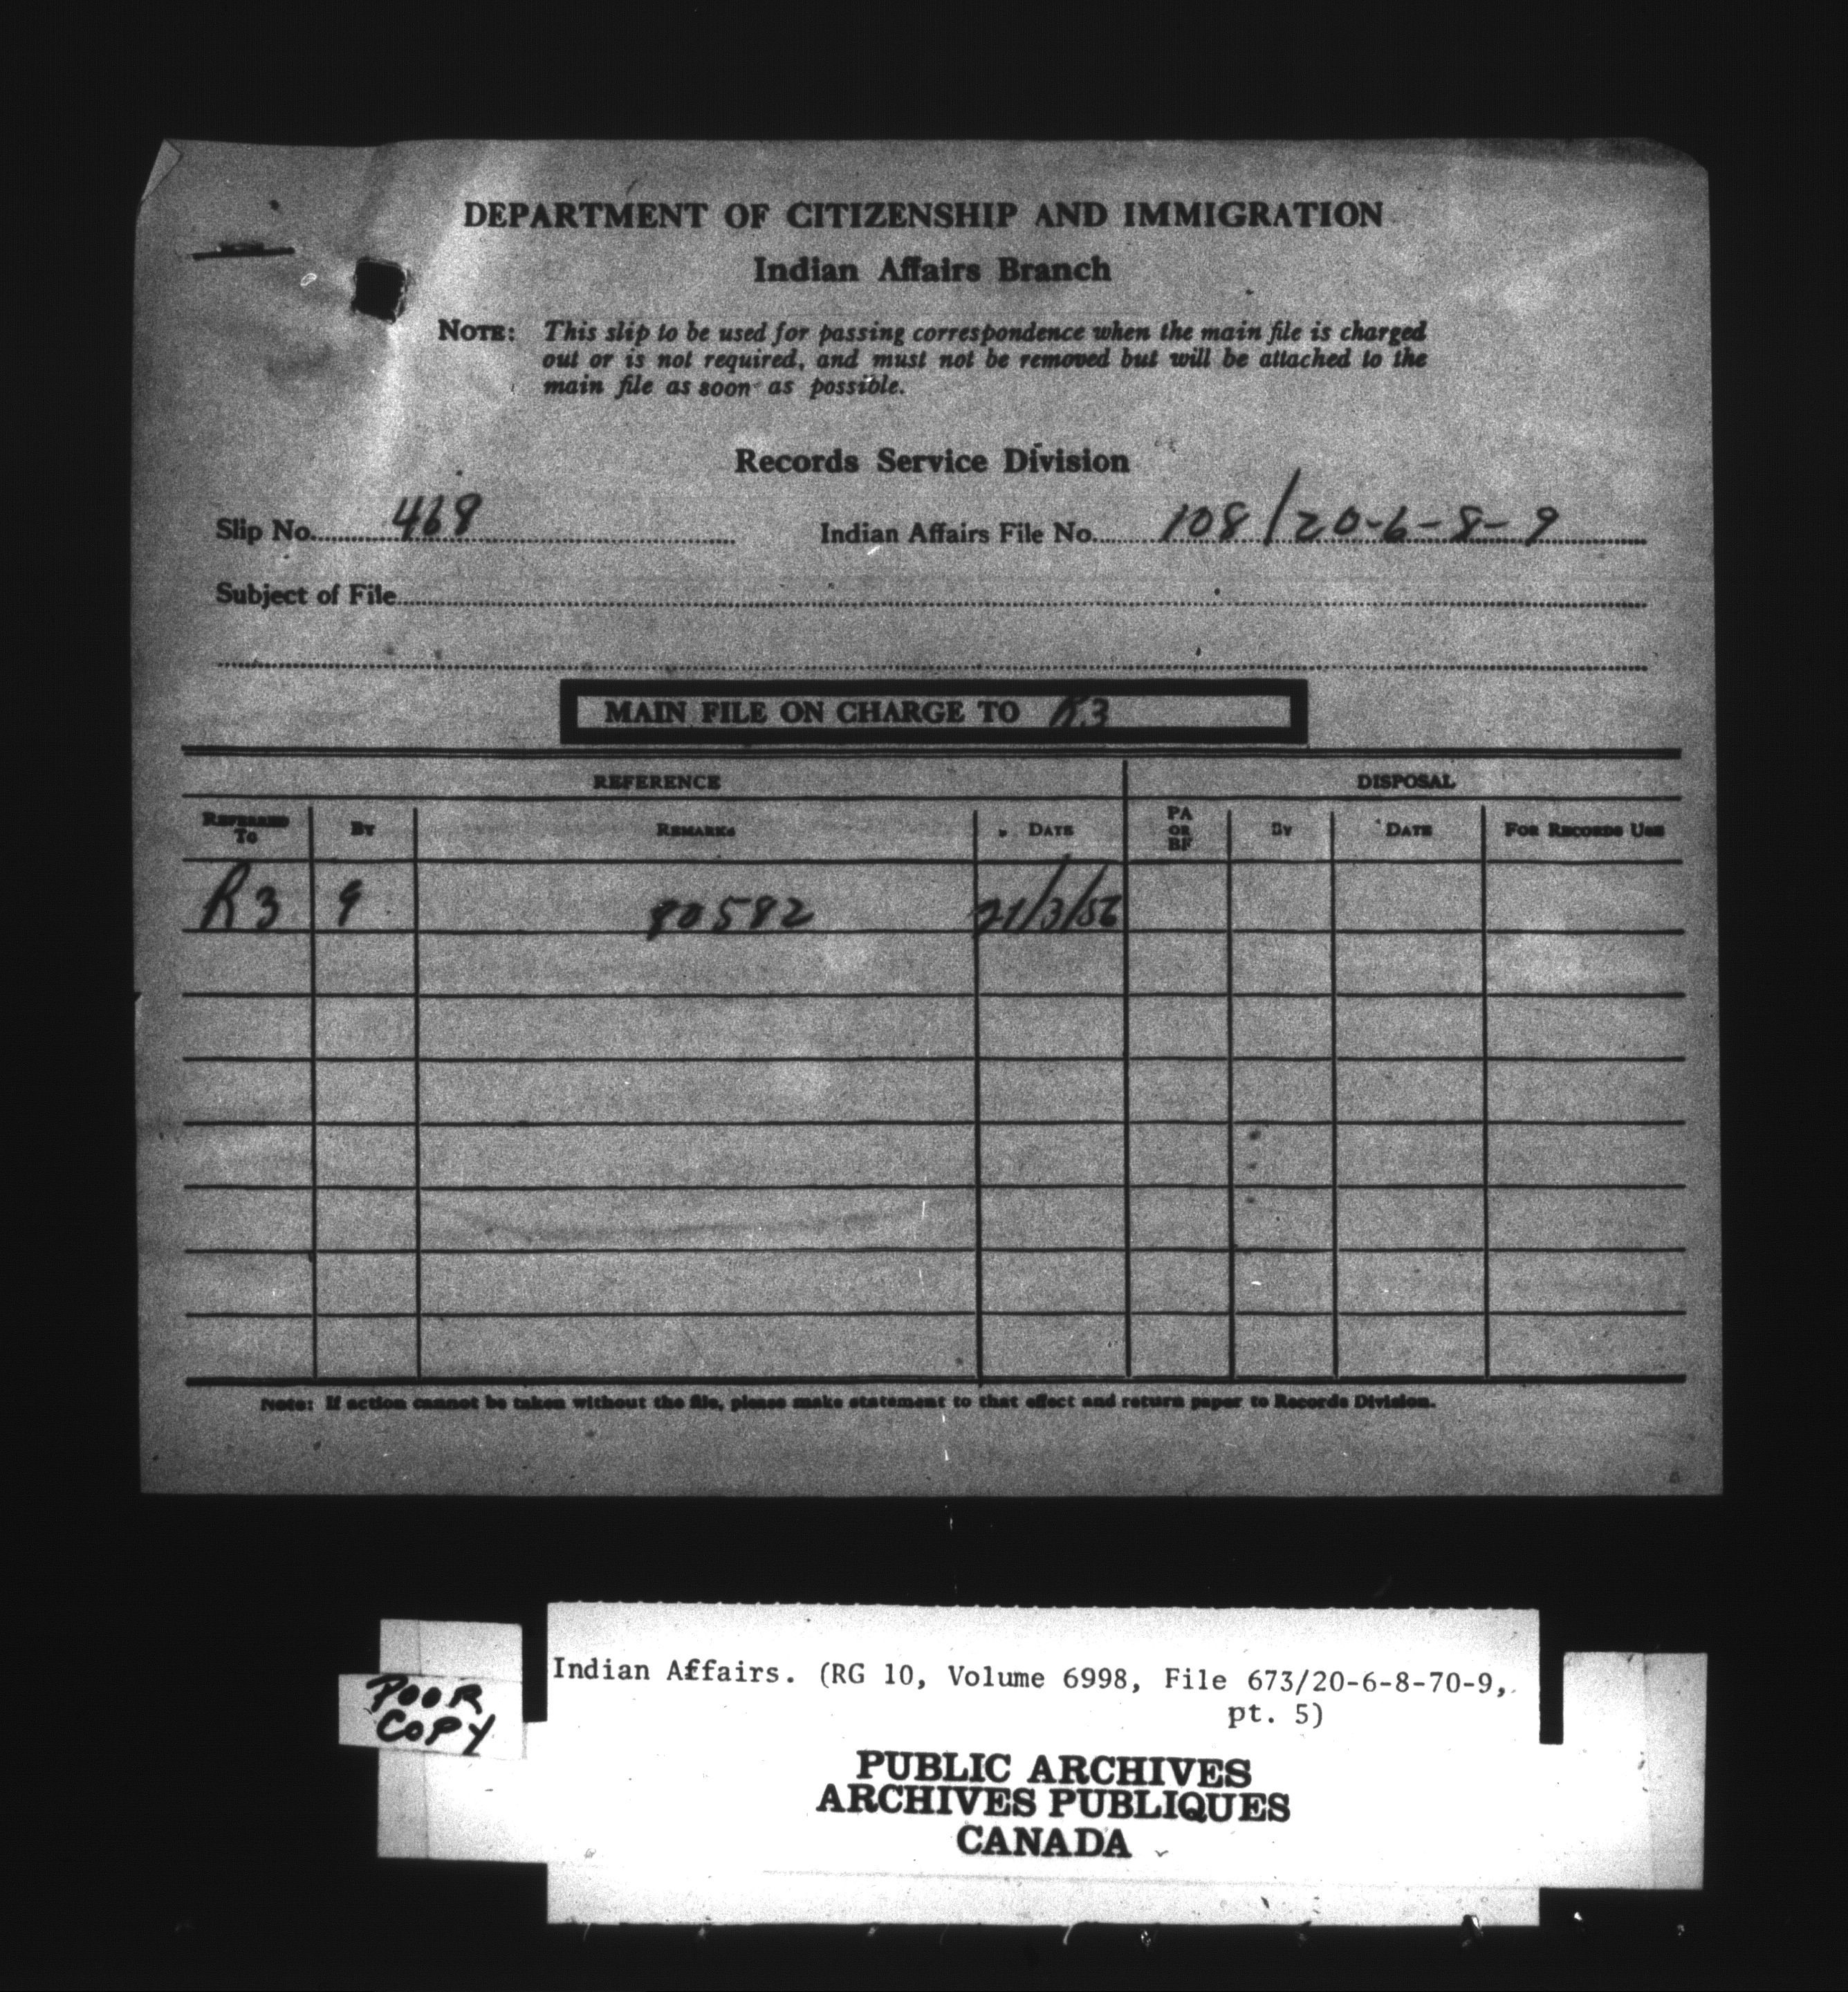 DEPARTMENT OF CITIZENSHIP AND IMMIGRATION
Indian Affairs Branch
NOTE: This slip to be used for passing correspondence when the main file is charged
out or is not required, and must not be removed but will be attached to the
main file as soon as possible.
Records Service Division
Slip No. 468 Indian Affairs File No. 108/20-6-8-9
Subject of File
MAIN FILE ON CHARGE TO R3
REFERENCE DISPOSAL
REFERRED TO BY REMARKS DATE PA OR BF BY DATE FOR RECORDS USE
R3 9 80582 21/3/56
Note: If action cannot be taken without the file, please make statement to that effect and return paper to Records Division.
POOR
COPY
Indian Affairs. (RG 10, Volume 6998, File 673/20-6-8-70-9,
pt. 5)
PUBLIC ARCHIVES
ARCHIVES PUBLIQUES
CANADA